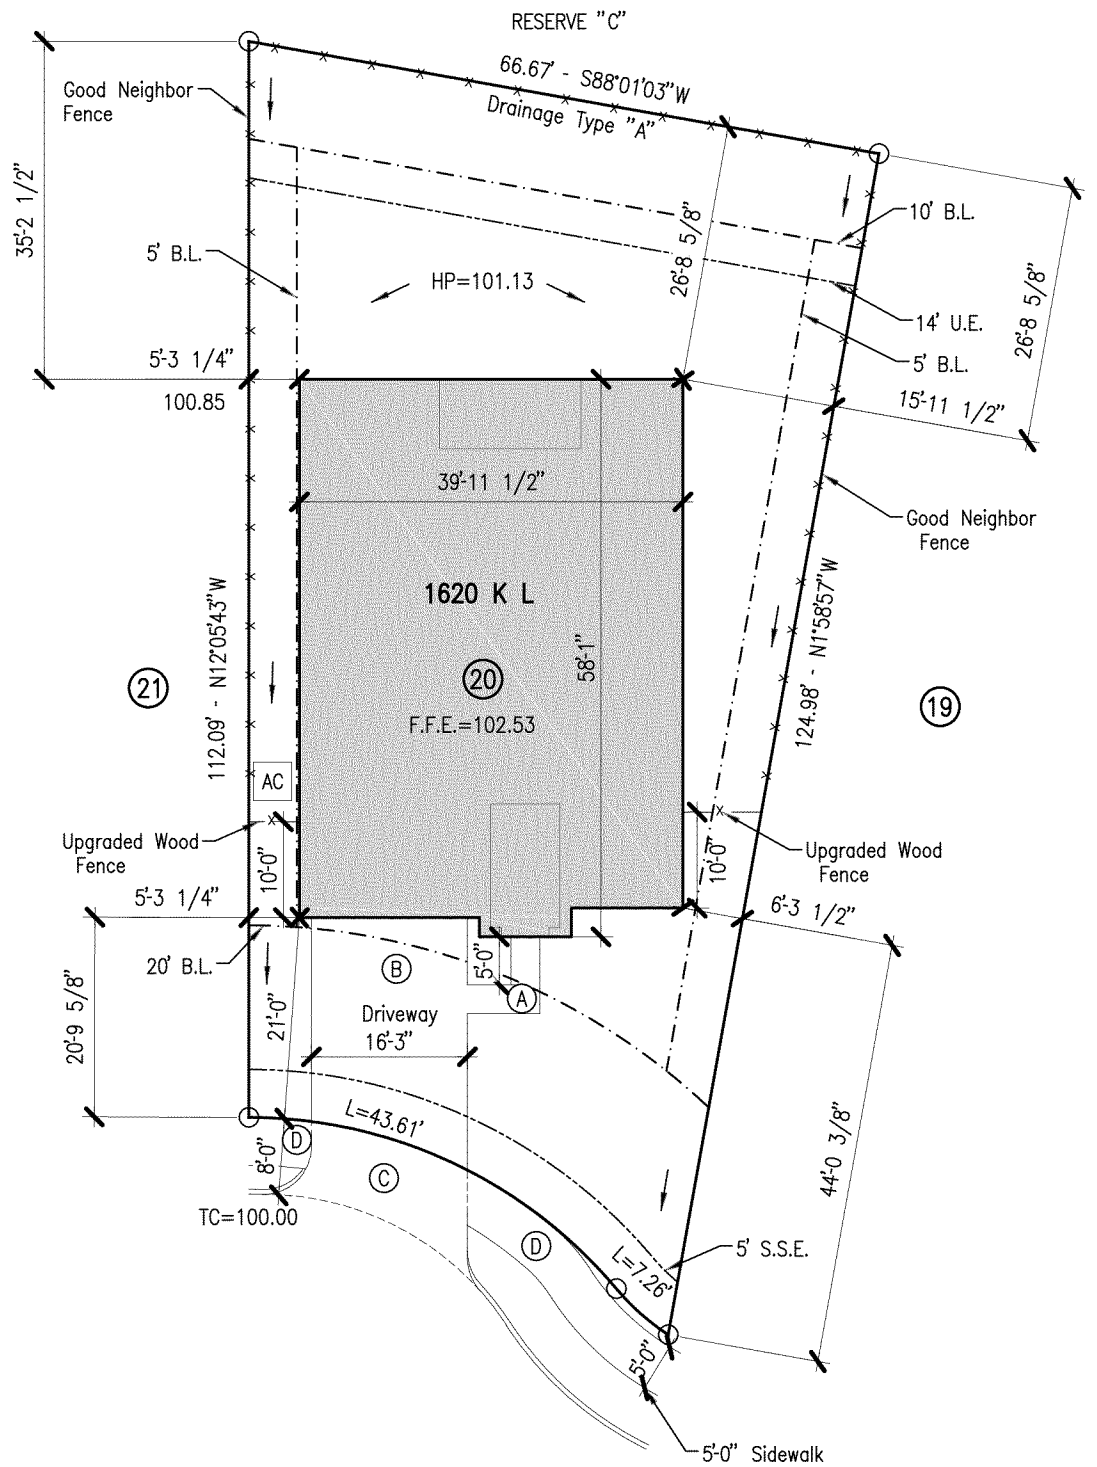 RESERVE "C"
66.67' - S88°01'03"W
Drainage Type "A"
Good Neighbor
Fence
35'-2 1/2"
10' B.L.
26'-8 5/8"
5' B.L.
HP=101.13
26'-8 5/8"
14' U.E.
5' B.L.
5'-3 1/4"
100.85
15'-11 1/2"
39'-11 1/2"
Good Neighbor
Fence
1620 K L
112.09' - N12°05'43"W
58'-1"
124.98' - N1°58'57"W
21
20
19
F.F.E.=102.53
AC
Upgraded Wood
Fence
10'-0"
10'-0"
Upgraded Wood
Fence
5'-3 1/4"
6'-3 1/2"
20' B.L.
B
5'-0"
A
20'-9 5/8"
21'-0"
Driveway
16'-3"
L=43.61'
D
8'-0"
C
44'-0 3/8"
TC=100.00
D
5' S.S.E.
L=7.26'
5'-0"
5'-0" Sidewalk